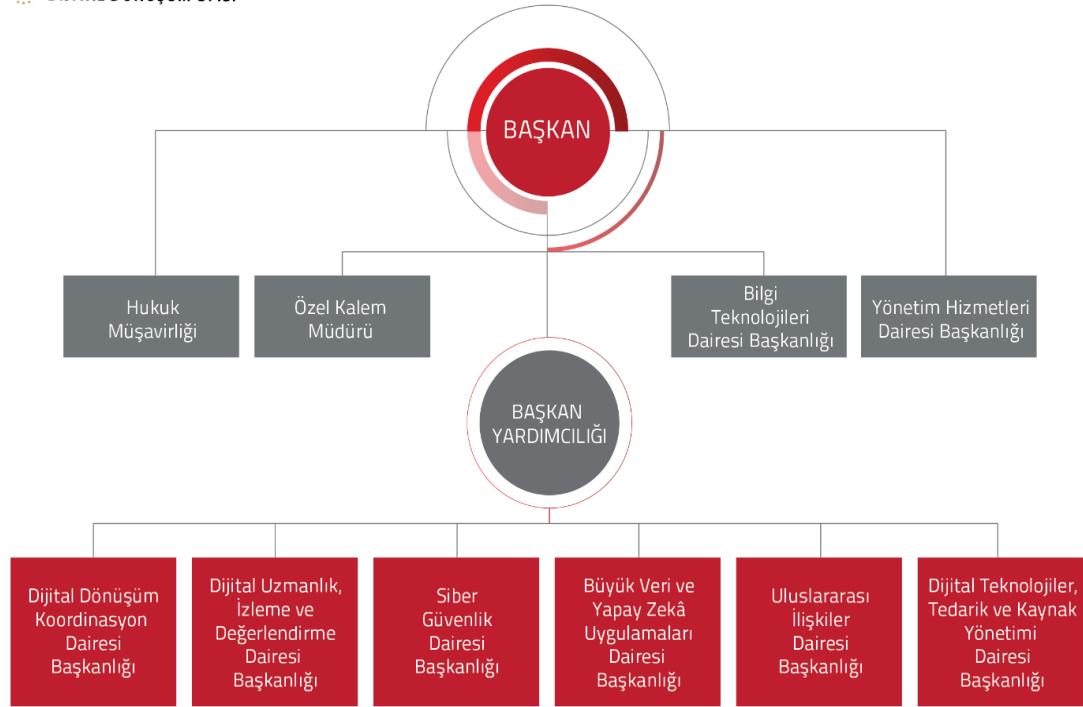 BAŞKAN
Hukuk
Müşavirliği
Özel Kalem
Müdürü
Bilgi
Teknolojileri
Dairesi Başkanlığı
Yönetim Hizmetleri
Dairesi Başkanlığı
BAŞKAN
YARDIMCILIĞI
Dijital Dönüşüm
Koordinasyon
Dairesi
Başkanlığı
Dijital Uzmanlık,
İzleme ve
Değerlendirme
Dairesi
Başkanlığı
Siber
Güvenlik
Dairesi
Başkanlığı
Büyük Veri ve
Yapay Zekâ
Uygulamaları
Dairesi
Başkanlığı
Uluslararası
İlişkiler
Dairesi
Başkanlığı
Dijital Teknolojiler,
Tedarik ve Kaynak
Yönetimi
Dairesi
Başkanlığı